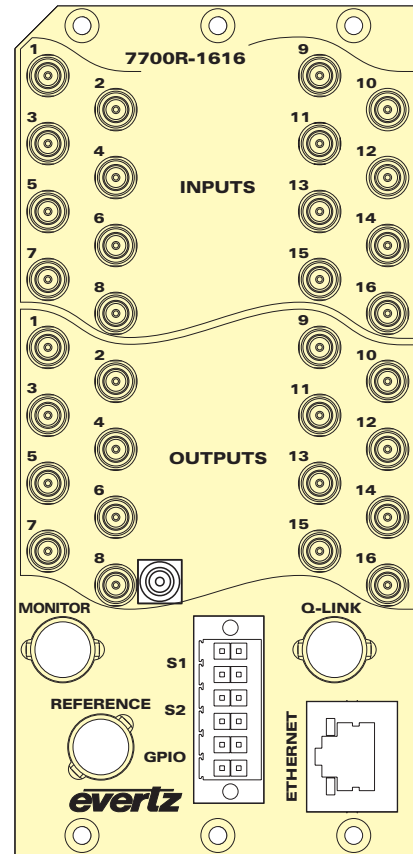 7700R-1616
1
9
2
10
3
11
4
12
INPUTS
5
13
6
14
7
15
8
16
1
9
2
10
3
11
4
12
OUTPUTS
5
13
6
14
7
15
8
16
MONITOR
Q-LINK
S1
REFERENCE
S2
ETHERNET
GPIO
evertz